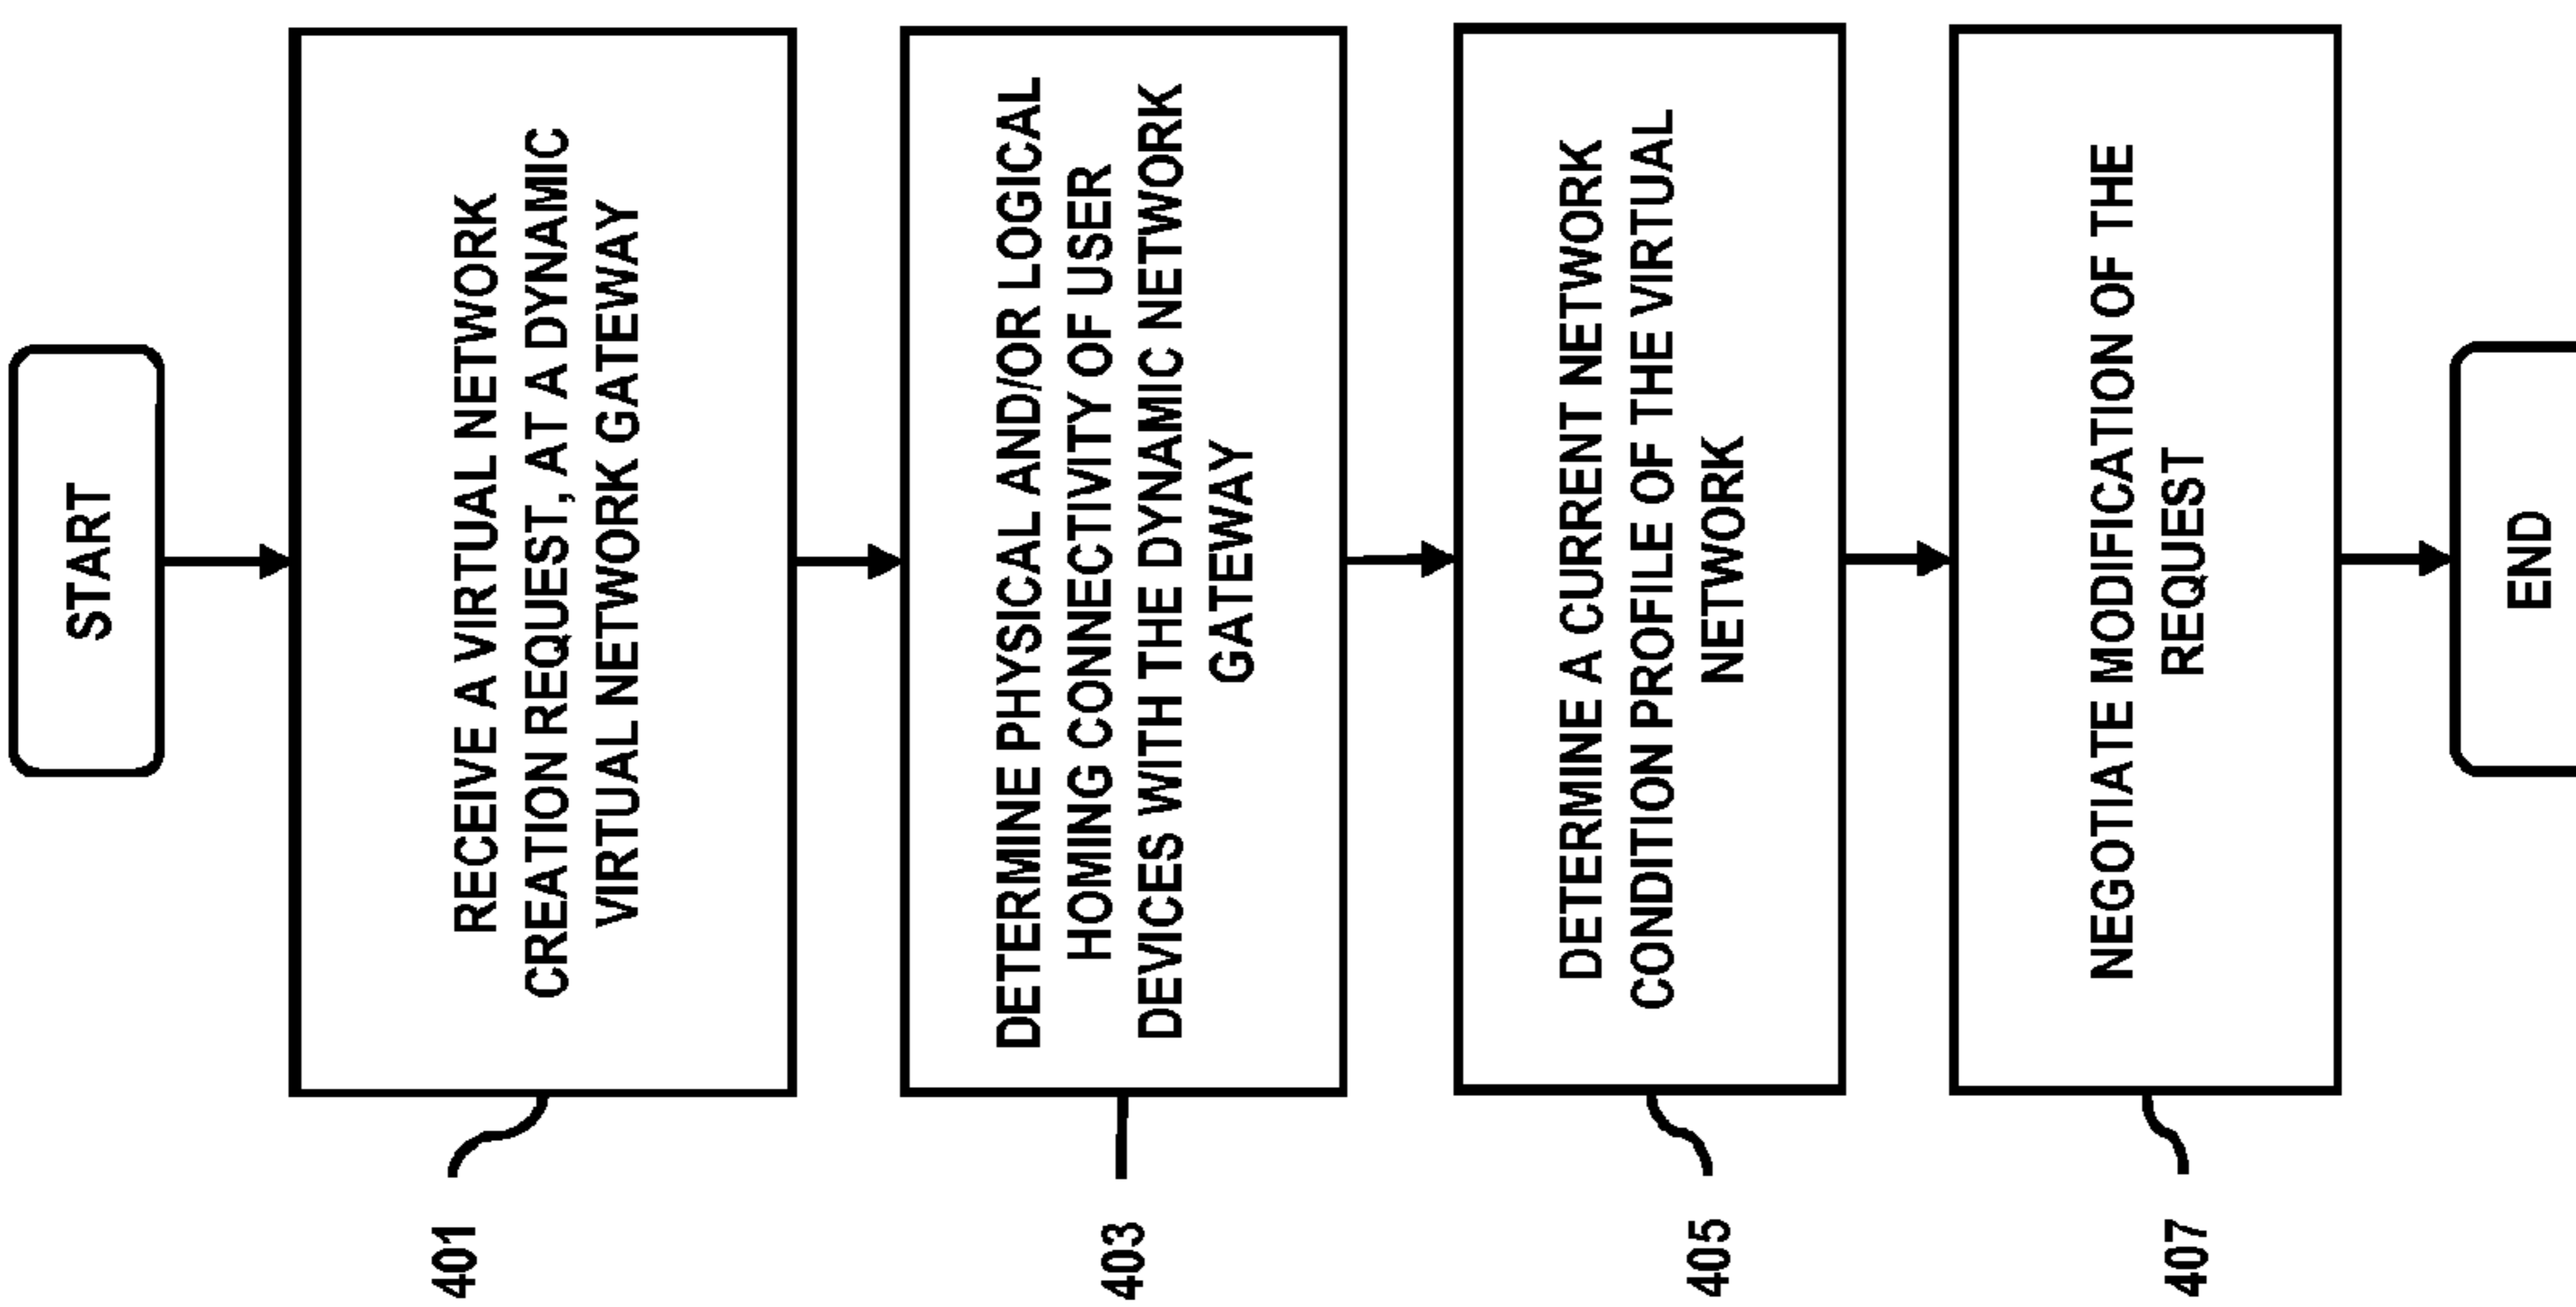 START
RECEIVE A VIRTUAL NETWORK
CREATION REQUEST, AT A DYNAMIC
VIRTUAL NETWORK GATEWAY
401
DETERMINE PHYSICAL AND/OR LOGICAL
HOMING CONNECTIVITY OF USER
DEVICES WITH THE DYNAMIC NETWORK
GATEWAY
403
DETERMINE A CURRENT NETWORK
CONDITION PROFILE OF THE VIRTUAL
NETWORK
405
NEGOTIATE MODIFICATION OF THE
REQUEST
407
END